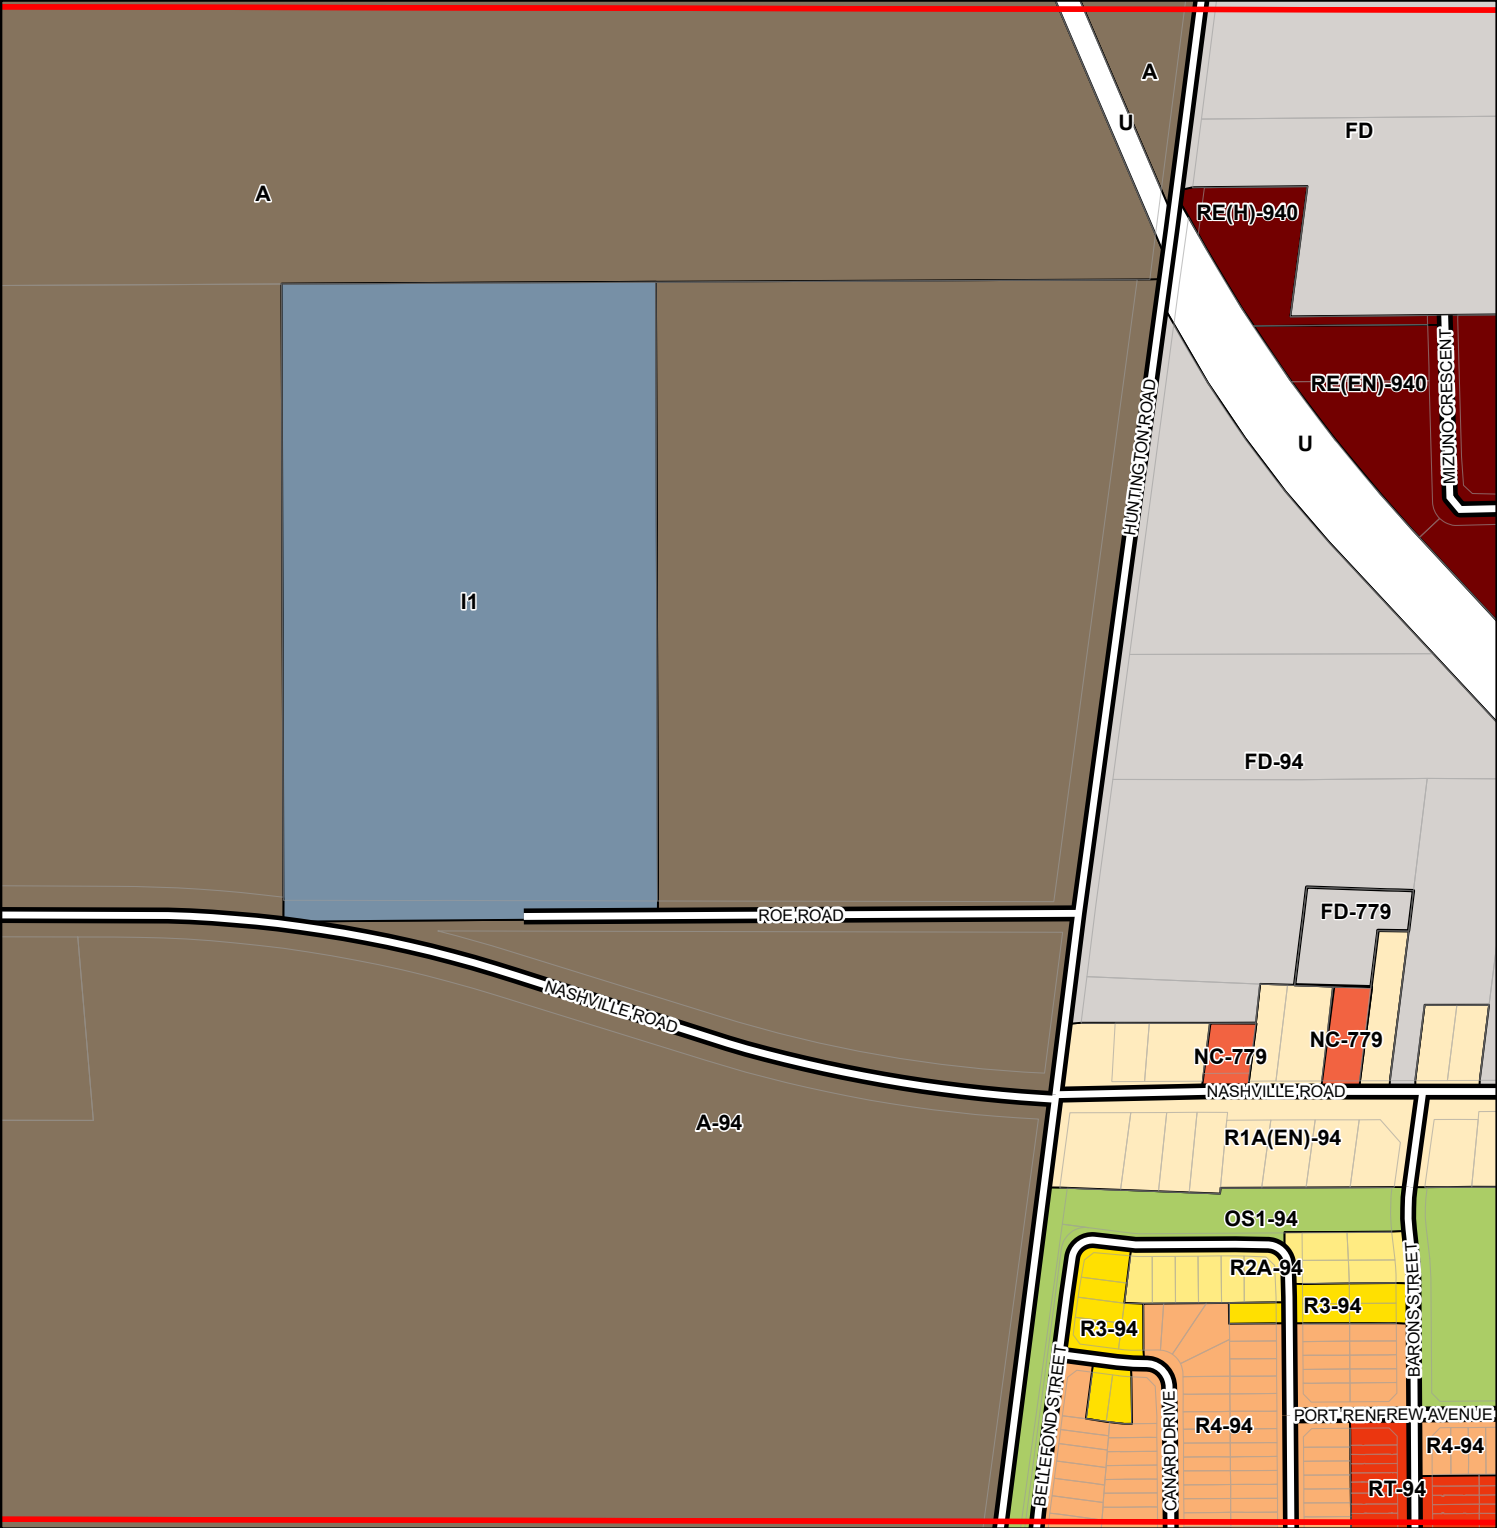 A
U
FD
A
RE(H)-940
MIZUNO CRESCENT
RE(EN)-940
HUNTINGTON ROAD
U
I1
FD-94
FD-779
ROE ROAD
NASHVILLE ROAD
NC-779
NC-779
NASHVILLE ROAD
A-94
R1A(EN)-94
OS1-94
R2A-94
R3-94
R3-94
BARONS STREET
BELLEFOND STREET
CANARD DRIVE
R4-94
PORT RENFREW AVENUE
R4-94
RT-94